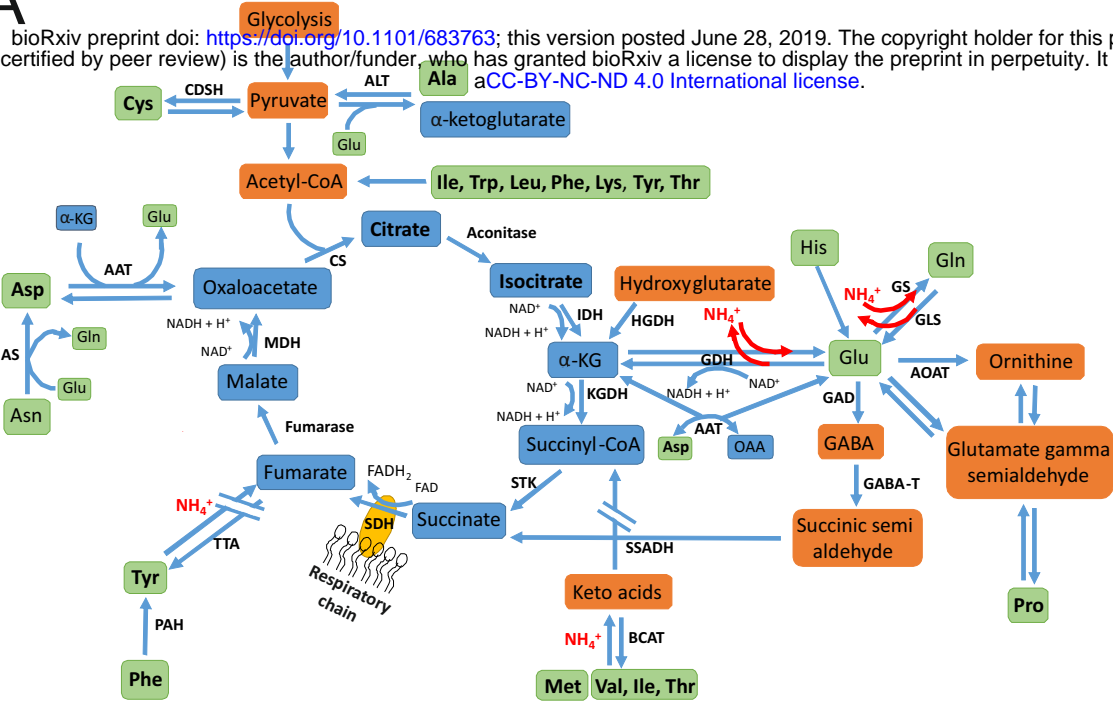 A
Glycolysis
bioRxiv preprint doi: https://doi.org/10.1101/683763; this version posted June 28, 2019. The copyright holder for this p
certified by peer review) is the author/funder, who has granted bioRxiv a license to display the preprint in perpetuity. It
aCC-BY-NC-ND 4.0 International license.
Cys
CDSH
Pyruvate
ALT
Ala
α-ketoglutarate
Glu
Acetyl-CoA
Ile, Trp, Leu, Phe, Lys, Tyr, Thr
α-KG
Glu
Citrate
Aconitase
CS
AAT
Asp
Oxaloacetate
Isocitrate
Hydroxyglutarate
His
Gln
NH₄⁺
GS
GLS
NAD⁺
IDH
NADH + H⁺
HGDH
NH₄⁺
NADH + H⁺
NAD⁺
MDH
AS
Gln
Glu
Asn
Malate
α-KG
GDH
Glu
AOAT
Ornithine
NAD⁺
KGDH
NADH + H⁺
NADH + H⁺
NAD⁺
GAD
AAT
Asp
OAA
Fumarase
Succinyl-CoA
GABA
Glutamate gamma
semialdehyde
Fumarate
FADH₂
FAD
STK
GABA-T
NH₄⁺
TTA
SDH
Succinate
Succinic semi
aldehyde
SSADH
Respiratory
chain
Tyr
Keto acids
Pro
PAH
NH₄⁺
BCAT
Phe
Met
Val, Ile, Thr